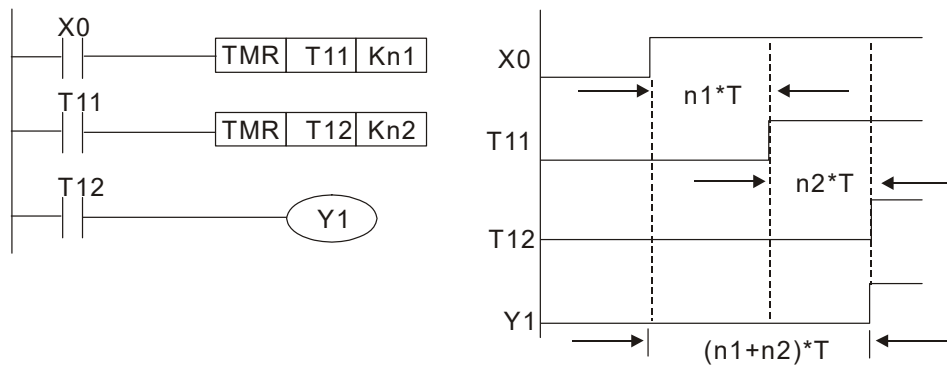 X0
TMR T11 Kn1
T11
TMR T12 Kn2
T12
Y1
X0
n1*T
T11
n2*T
T12
Y1
(n1+n2)*T